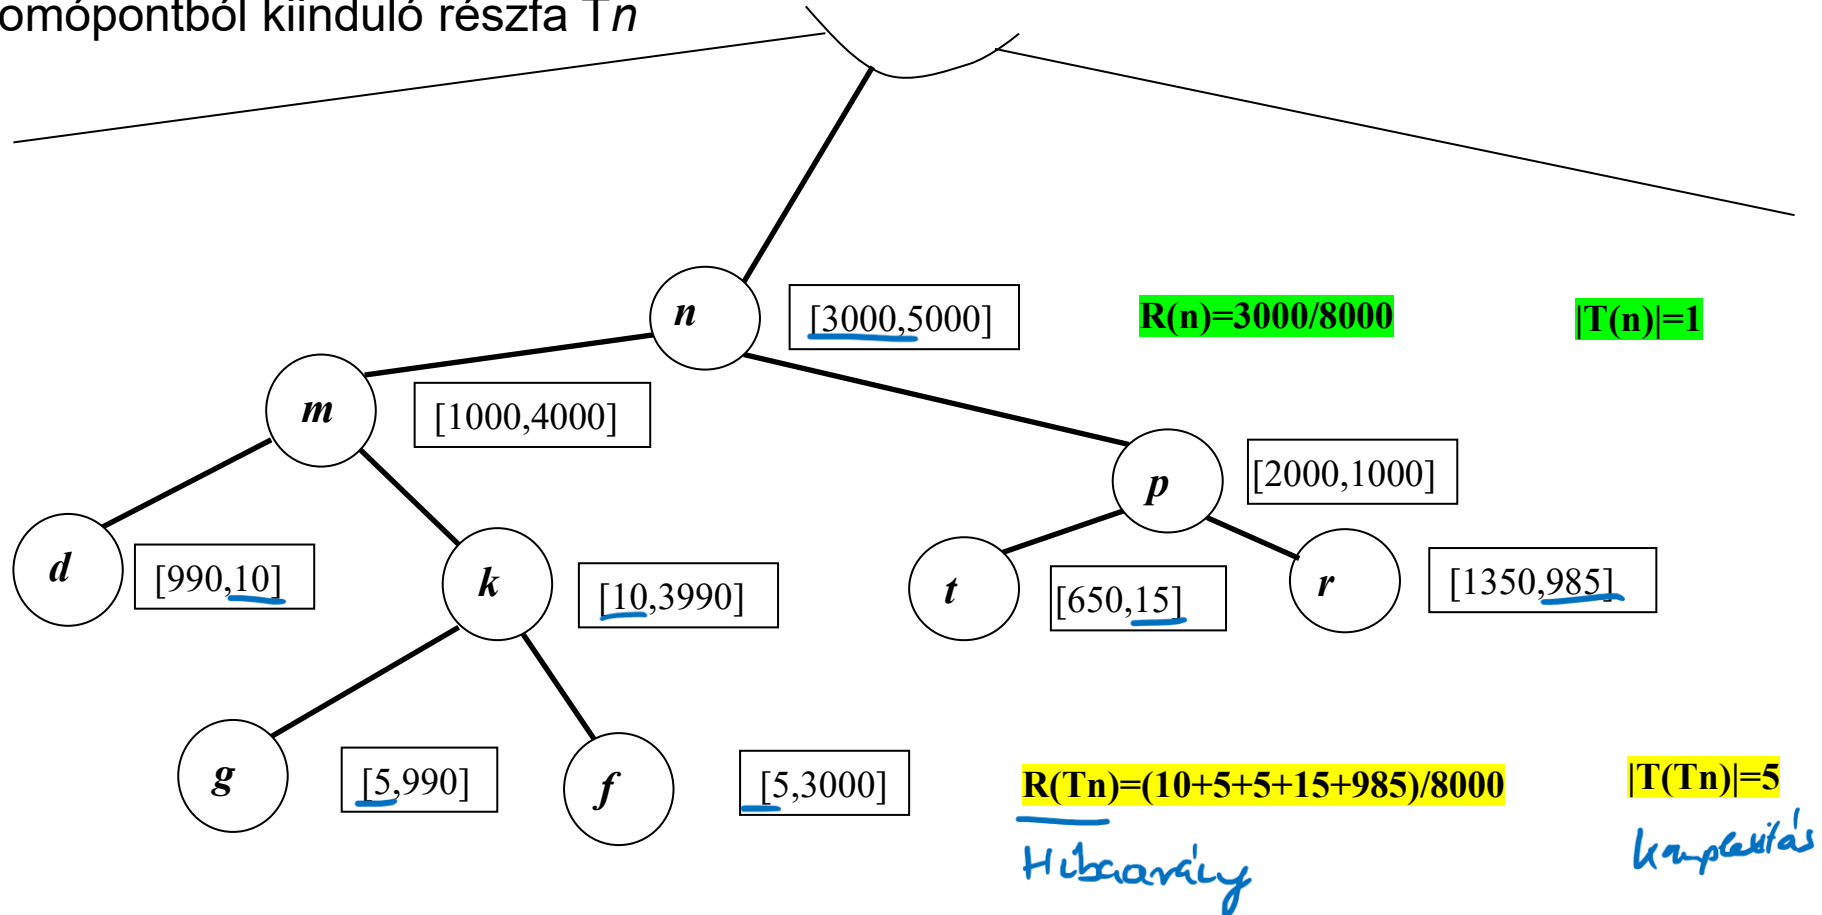 omópontból kiinduló részfa Tn
n
[3000,5000]
R(n)=3000/8000
|T(n)|=1
m
[1000,4000]
p
[2000,1000]
d
[990,10]
k
[10,3990]
t
[650,15]
r
[1350,985]
g
[5,990]
f
[5,3000]
R(Tn)=(10+5+5+15+985)/8000
|T(Tn)|=5
Hibaarány
komplexitás